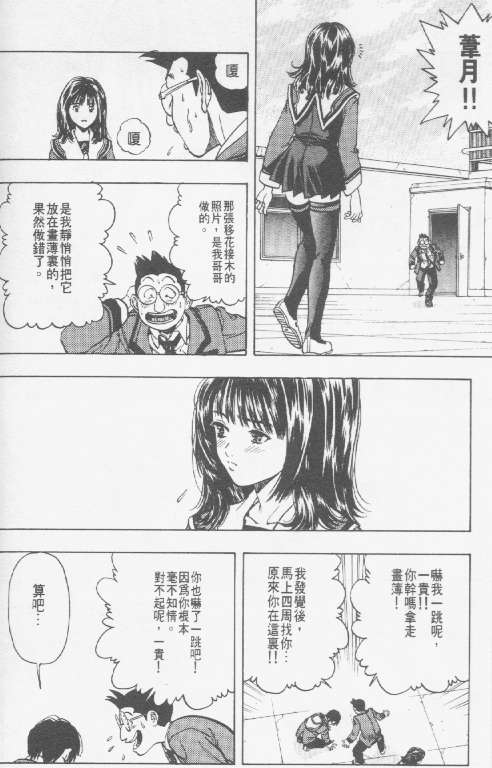 葦月!!
嗄
嗄
那張移花接木的
照片，是我哥哥
做的。
是我靜悄悄把它
放在畫薄裏的，
果然做錯了。
嚇我一跳呢，
一貴!!
你幹嗎拿走
畫簿！
我發覺後，
馬上四周找你…
原來你在這裏!!
你也嚇了一跳吧！
因爲你根本
毫不知情。
對不起呢，一貴！
算吧…